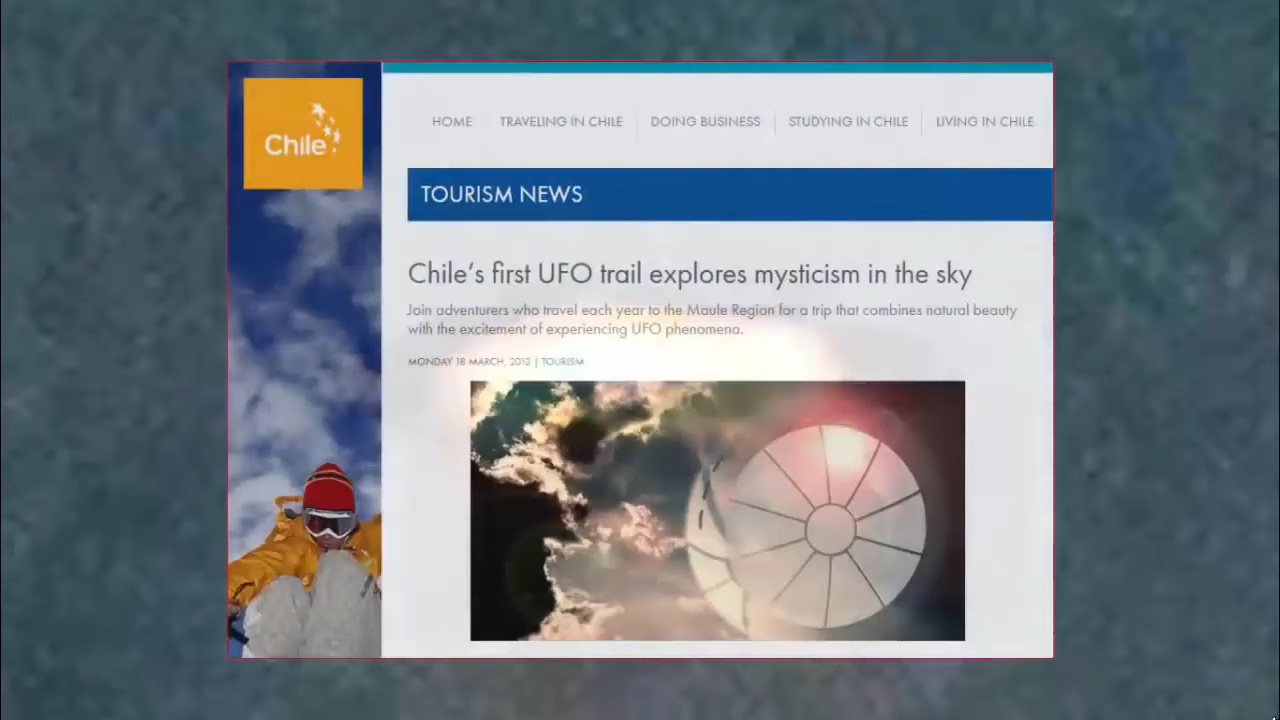 Chile
HOME TRAVELING IN CHILE DOING BUSINESS STUDYING IN CHILE LIVING IN CHILE
TOURISM NEWS
Chile's first UFO trail explores mysticism in the sky
Join adventurers who travel each year to the Maule Region for a trip that combines natural beauty
with the excitement of experiencing UFO phenomena.
MONDAY 18 MARCH, 2013 | TOURISM